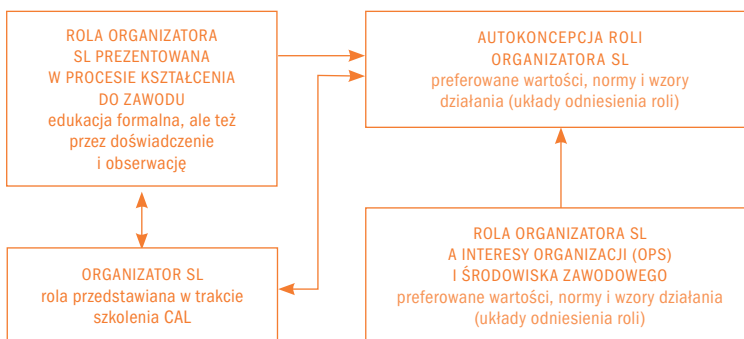 ROLA ORGANIZATORA
SL PREZENTOWANA
W PROCESIE KSZTAŁCENIA
DO ZAWODU
edukacja formalna, ale też
przez doświadczenie
i obserwację
AUTOKONCEPCJA ROLI
ORGANIZATORA SL
preferowane wartości, normy i wzory
działania (układy odniesienia roli)
ORGANIZATOR SL
rola przedstawiana w trakcie
szkolenia CAL
ROLA ORGANIZATORA SL
A INTERESY ORGANIZACJI (OPS)
I ŚRODOWISKA ZAWODOWEGO
preferowane wartości, normy i wzory działania
(układy odniesienia roli)